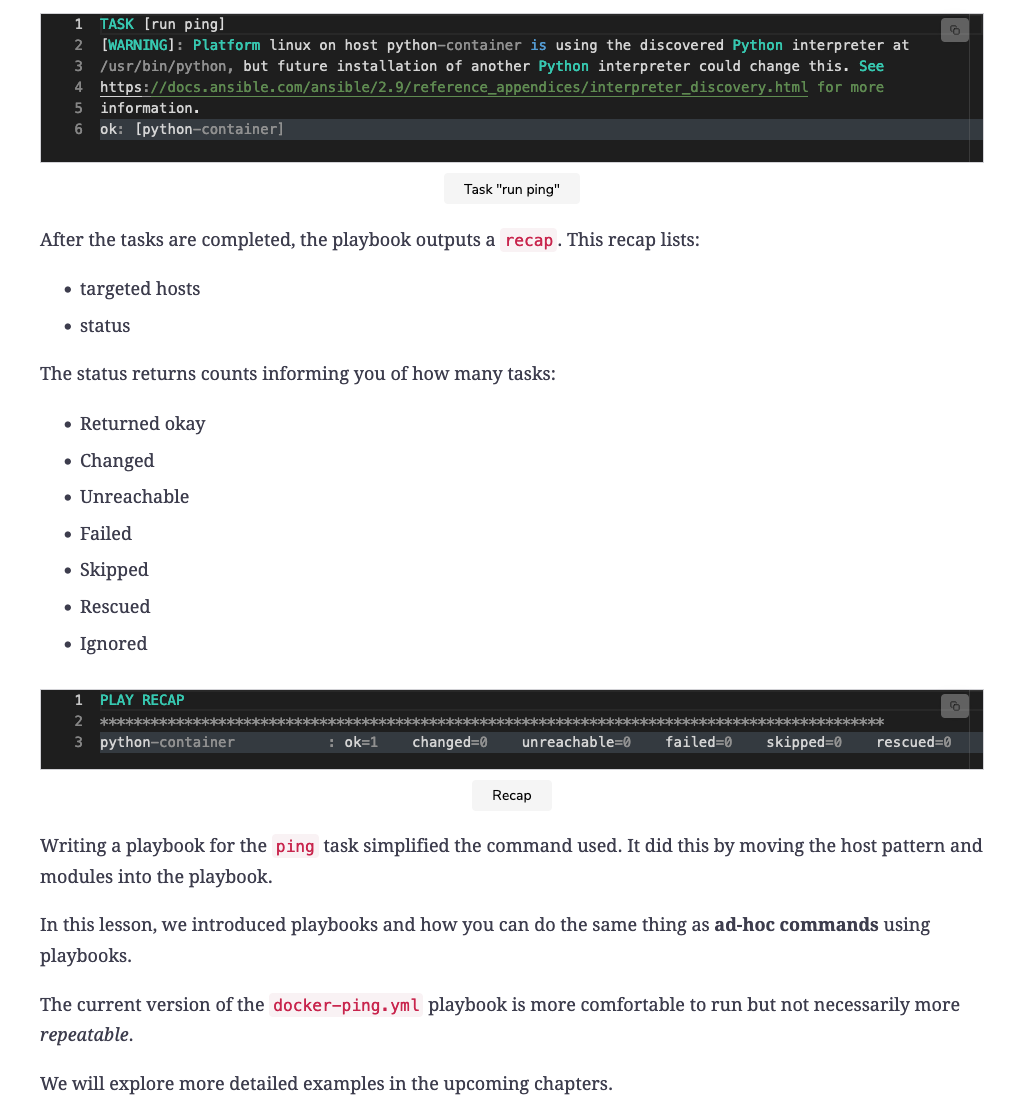 1 TASK [run ping]
2 [WARNING]: Platform linux on host python-container is using the discovered Python interpreter at
3 /usr/bin/python, but future installation of another Python interpreter could change this. See
4 https://docs.ansible.com/ansible/2.9/reference_appendices/interpreter_discovery.html for more
5 information.
6 ok: [python-container]
Task "run ping"
After the tasks are completed, the playbook outputs a recap. This recap lists:
• targeted hosts
• status
The status returns counts informing you of how many tasks:
• Returned okay
• Changed
• Unreachable
• Failed
• Skipped
• Rescued
• Ignored
1 PLAY RECAP
2 *********************************************************************************************
3 python-container : ok=1 changed=0 unreachable=0 failed=0 skipped=0 rescued=0
Recap
Writing a playbook for the ping task simplified the command used. It did this by moving the host pattern and
modules into the playbook.
In this lesson, we introduced playbooks and how you can do the same thing as ad-hoc commands using
playbooks.
The current version of the docker-ping.yml playbook is more comfortable to run but not necessarily more
repeatable.
We will explore more detailed examples in the upcoming chapters.